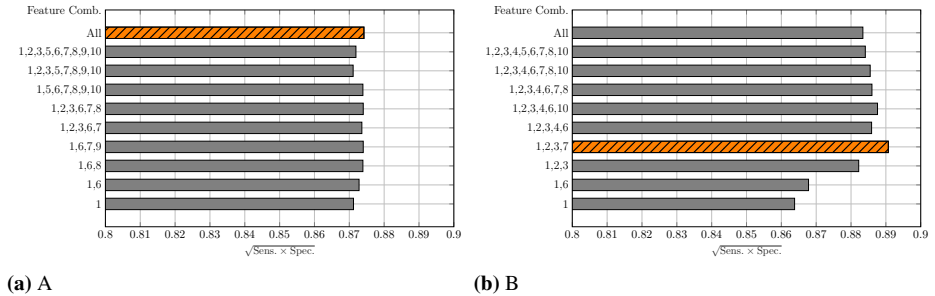 Feature Comb.
All
1,2,3,5,6,7,8,9,10
1,2,3,5,7,8,9,10
1,5,6,7,8,9,10
1,2,3,6,7,8
1,2,3,6,7
1,6,7,9
1,6,8
1,6
1
0.8 0.81 0.82 0.83 0.84 0.85 0.86 0.87 0.88 0.89 0.9
√Sens. × Spec.
(a) A
Feature Comb.
All
1,2,3,4,5,6,7,8,10
1,2,3,4,6,7,8,10
1,2,3,4,6,7,8
1,2,3,4,6,10
1,2,3,4,6
1,2,3,7
1,2,3
1,6
1
0.8 0.81 0.82 0.83 0.84 0.85 0.86 0.87 0.88 0.89 0.9
√Sens. × Spec.
(b) B